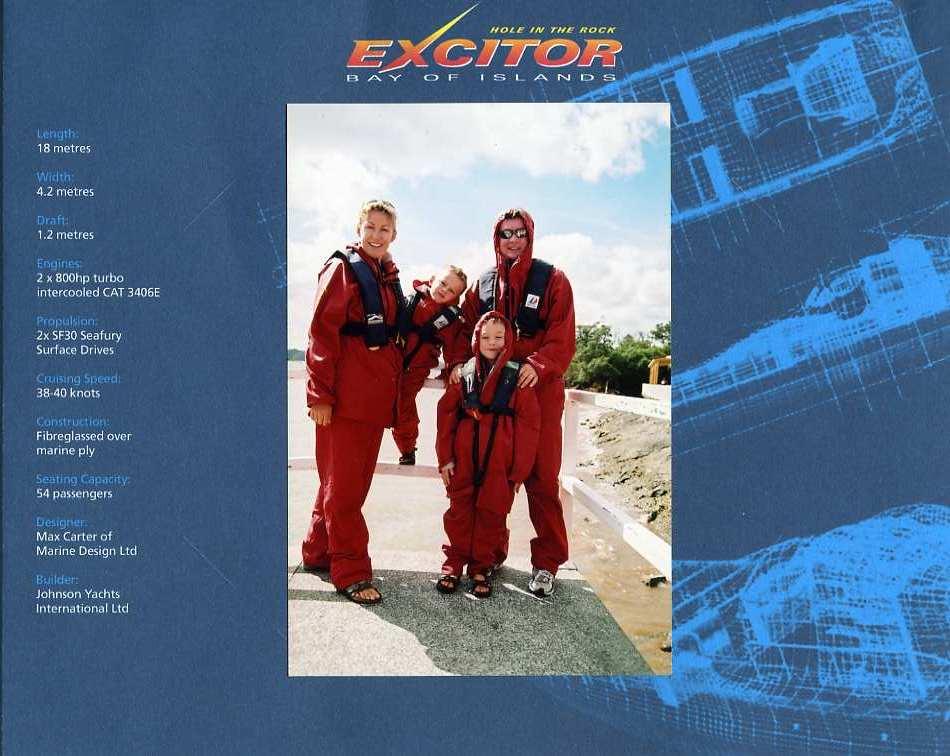 HOLE IN THE ROCK
EXCITOR
BAY OF ISLANDS
Length:
18 metres
Width:
4.2 metres
Draft:
1.2 metres
Engines:
2 x 800hp turbo
intercooled CAT 3406E
Propulsion:
2x SF30 Seafury
Surface Drives
Cruising Speed:
38-40 knots
Construction:
Fibreglassed over
marine ply
Seating Capacity:
54 passengers
Designer:
Max Carter of
Marine Design Ltd
Builder:
Johnson Yachts
International Ltd